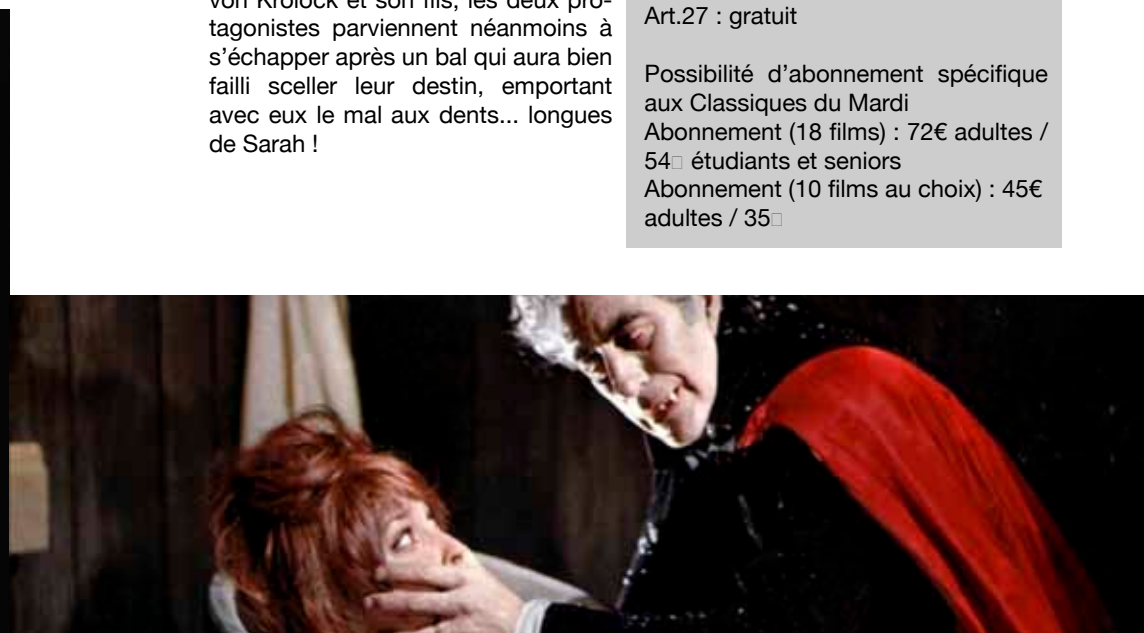 von Krolock et son fils, les deux pro-
tagonistes parviennent néanmoins à
s’échapper après un bal qui aura bien
failli sceller leur destin, emportant
avec eux le mal aux dents... longues
de Sarah !
Art.27 : gratuit
Possibilité d’abonnement spécifique
aux Classiques du Mardi
Abonnement (18 films) : 72€ adultes /
54□ étudiants et seniors
Abonnement (10 films au choix) : 45€
adultes / 35□